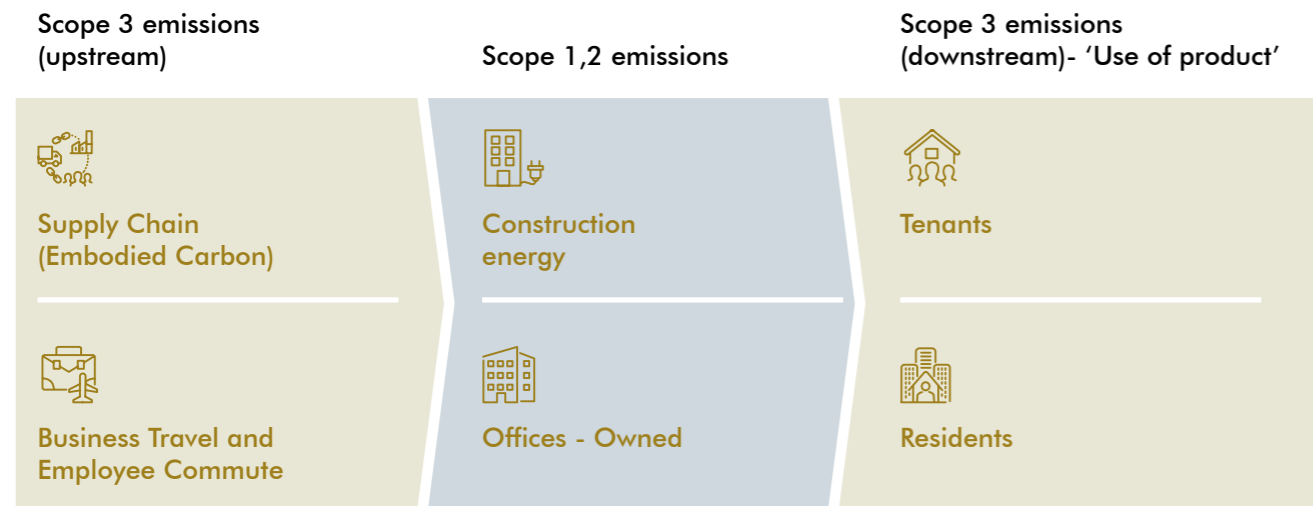 Scope 3 emissions
(upstream)
Scope 1,2 emissions
Scope 3 emissions
(downstream)- ‘Use of product’
Supply Chain
(Embodied Carbon)
Construction
energy
Tenants
Business Travel and
Employee Commute
Offices - Owned
Residents